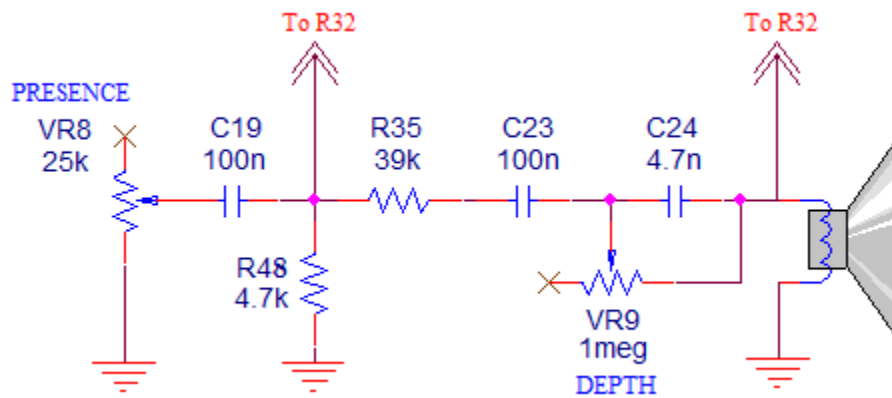 To R32
To R32
PRESENCE
VR8
25k
C19
100n
R35
39k
C23
100n
C24
4.7n
R48
4.7k
VR9
1meg
DEPTH